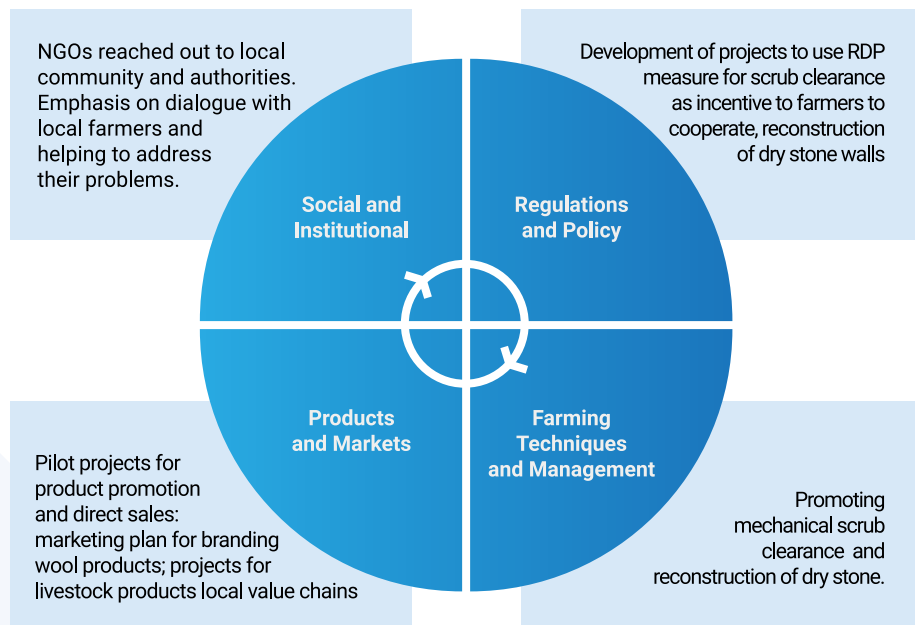 NGOs reached out to local
community and authorities.
Emphasis on dialogue with
local farmers and
helping to address
their problems.
Development of projects to use RDP
measure for scrub clearance
as incentive to farmers to
cooperate, reconstruction
of dry stone walls
Social and
Institutional
Regulations
and Policy
Products
and Markets
Farming
Techniques
and Management
Pilot projects for
product promotion
and direct sales:
marketing plan for branding
wool products; projects for
livestock products local value chains
Promoting
mechanical scrub
clearance and
reconstruction of dry stone.